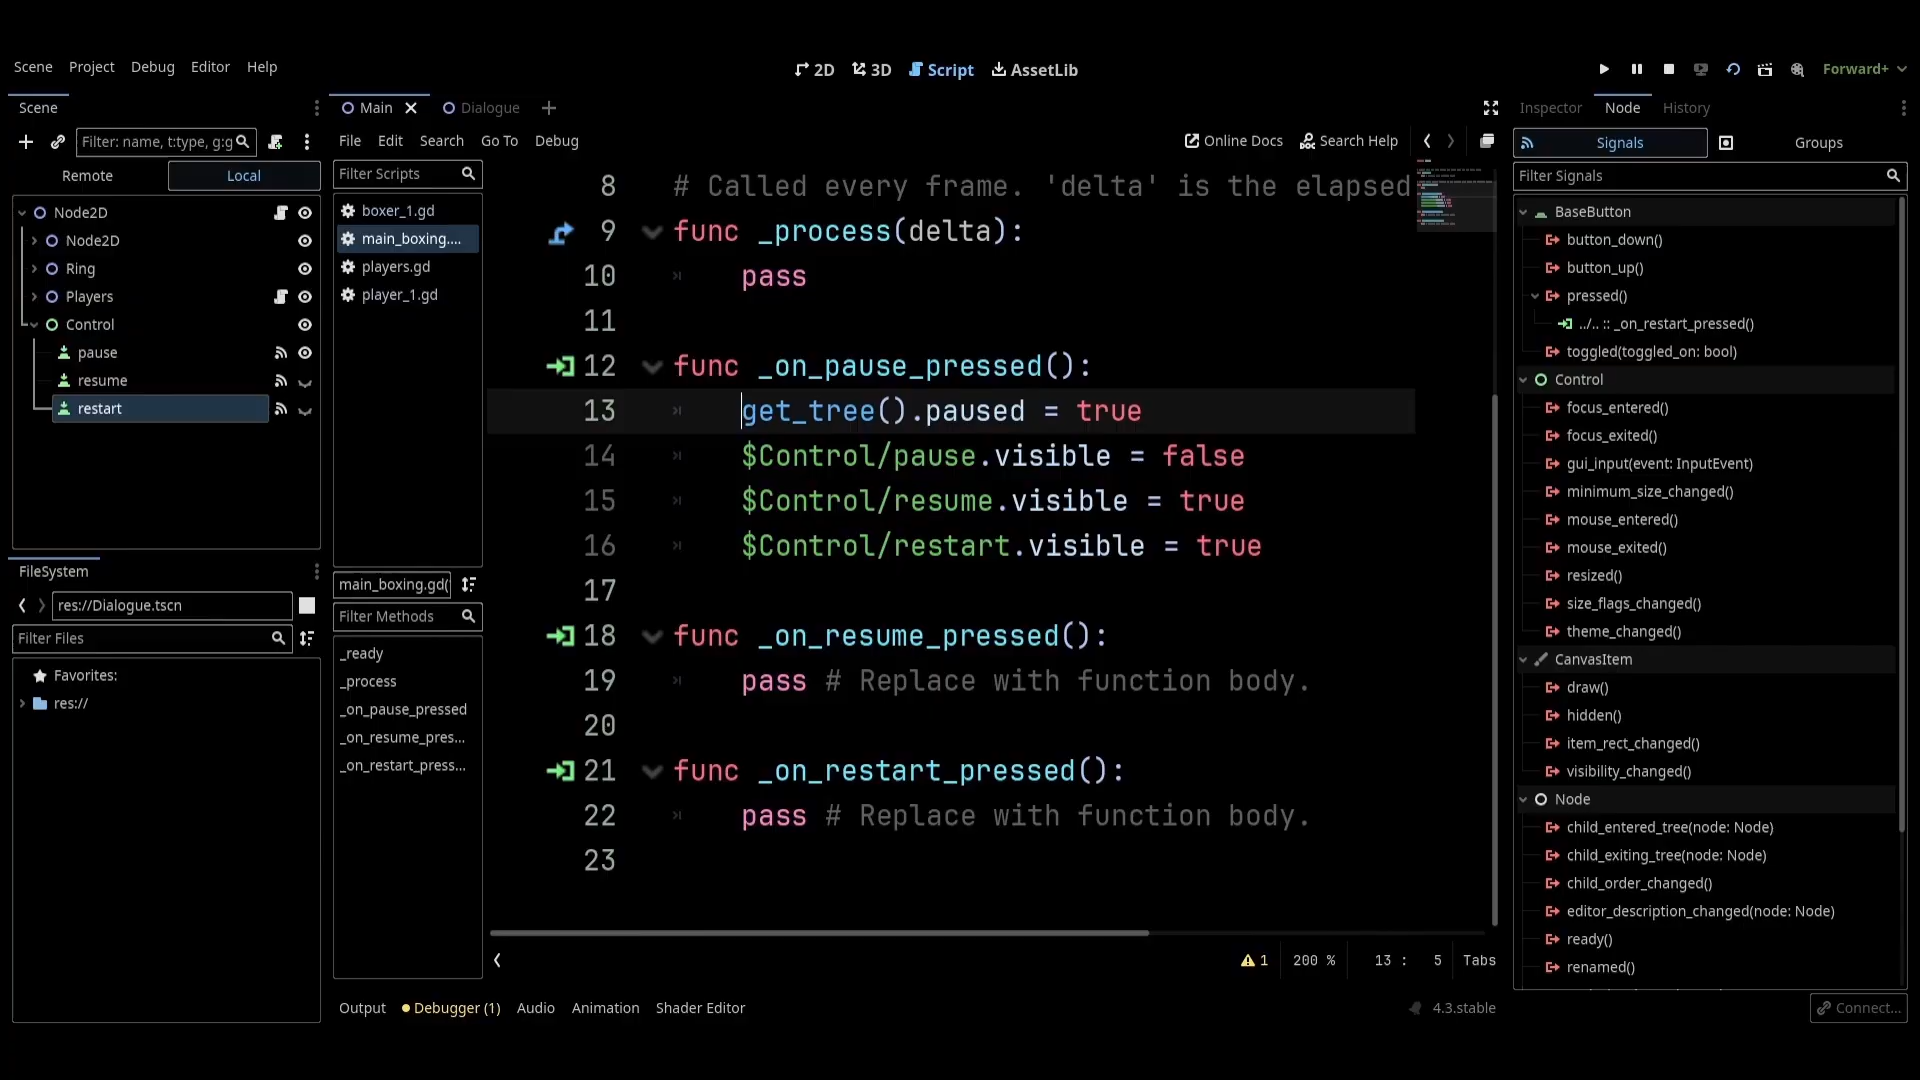 Scene Project Debug Editor Help
2D 3D Script AssetLib
Forward+
Scene
Filter: name, t:type, g:g
Remote Local
Node2D
Node2D
Ring
Players
Control
pause
resume
restart
FileSystem
res://Dialogue.tscn
Filter Files
Favorites:
res://
Main Dialogue
File Edit Search Go To Debug
Online Docs Search Help
Filter Scripts
boxer_1.gd
main_boxing....
players.gd
player_1.gd
main_boxing.gd(
Filter Methods
_ready
_process
_on_pause_pressed
_on_resume_pres...
_on_restart_press...
8 # Called every frame. 'delta' is the elapsed
9 func _process(delta):
10 pass
11
12 func _on_pause_pressed():
13 get_tree().paused = true
14 $Control/pause.visible = false
15 $Control/resume.visible = true
16 $Control/restart.visible = true
17
18 func _on_resume_pressed():
19 pass # Replace with function body.
20
21 func _on_restart_pressed():
22 pass # Replace with function body.
23
1 200 % 13 : 5 Tabs
Output Debugger (1) Audio Animation Shader Editor
4.3.stable
Inspector Node History
Signals Groups
Filter Signals
BaseButton
button_down()
button_up()
pressed()
../.. :: _on_restart_pressed()
toggled(toggled_on: bool)
Control
focus_entered()
focus_exited()
gui_input(event: InputEvent)
minimum_size_changed()
mouse_entered()
mouse_exited()
resized()
size_flags_changed()
theme_changed()
CanvasItem
draw()
hidden()
item_rect_changed()
visibility_changed()
Node
child_entered_tree(node: Node)
child_exiting_tree(node: Node)
child_order_changed()
editor_description_changed(node: Node)
ready()
renamed()
Connect...